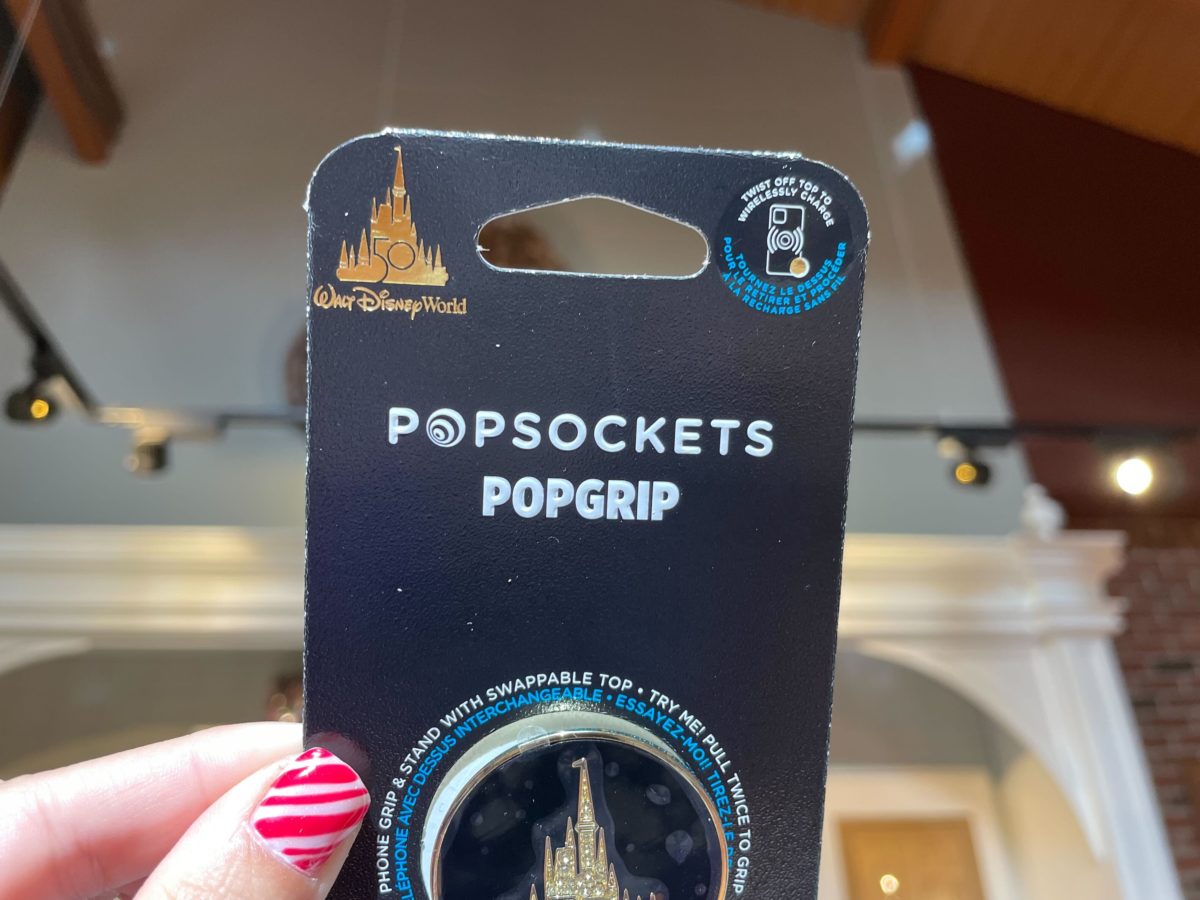 50
Walt Disney World
TWIST OFF TOP TO
WIRELESSLY CHARGE
TOURNEZ LE DESSUS
POUR LE RETIRER ET PROCÉDER
À LA RECHARGE SANS FIL
POPSOCKETS
POPGRIP
PHONE GRIP & STAND WITH SWAPPABLE TOP • TRY ME! PULL TWICE TO GRIP
AVEC DESSUS INTERCHANGEABLE • ESSAYEZ-MOI! TIREZ-LE